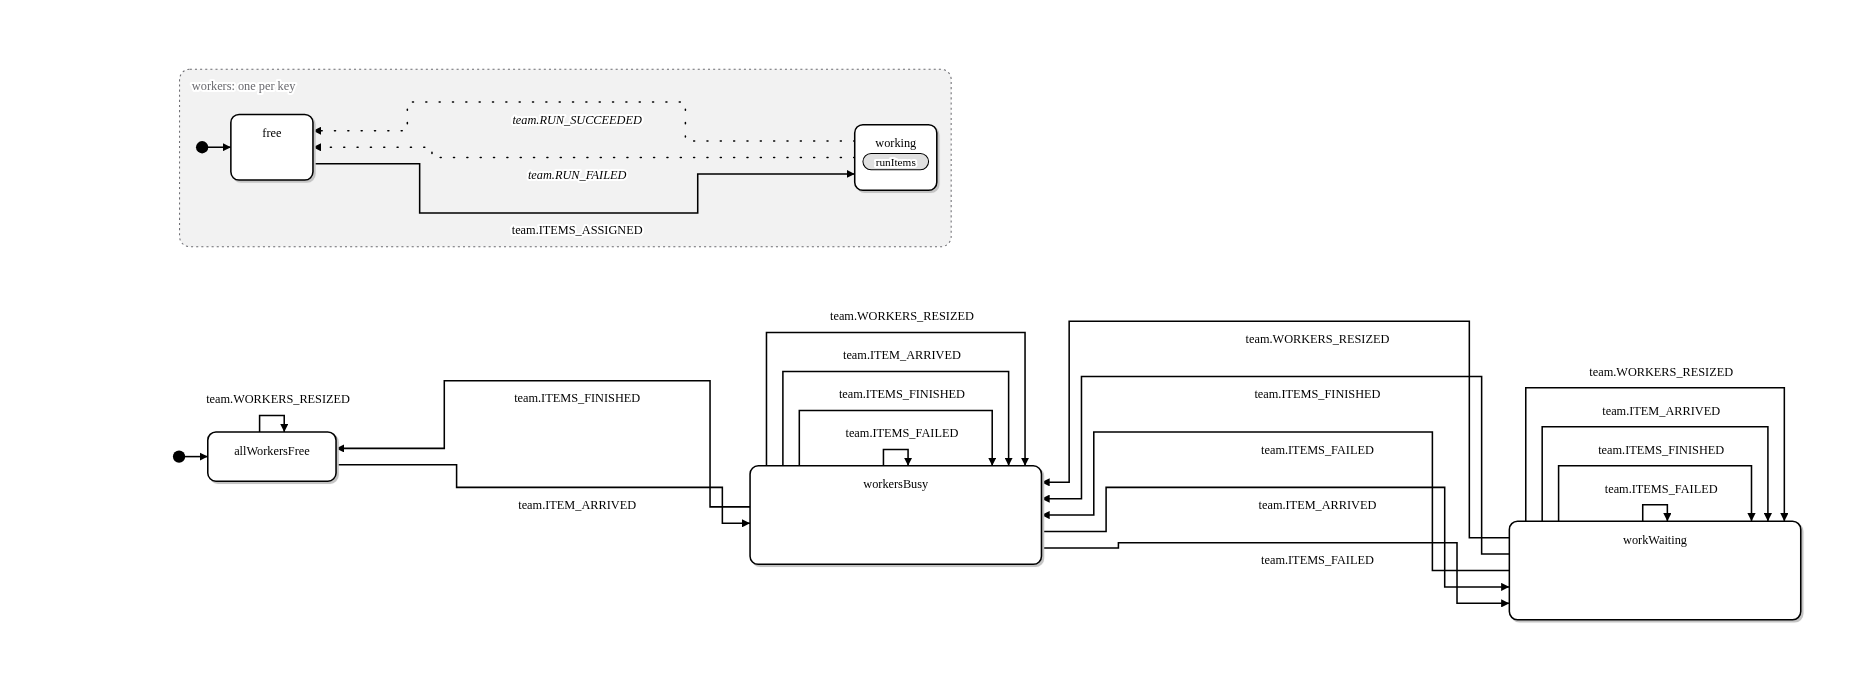 workers: one per key
free
team.RUN_SUCCEEDED
working
runItems
team.RUN_FAILED
team.ITEMS_ASSIGNED
team.WORKERS_RESIZED
team.ITEM_ARRIVED
team.ITEMS_FINISHED
team.ITEMS_FAILED
workersBusy
team.WORKERS_RESIZED
allWorkersFree
team.ITEMS_FINISHED
team.ITEM_ARRIVED
team.WORKERS_RESIZED
team.ITEMS_FINISHED
team.ITEMS_FAILED
team.ITEM_ARRIVED
team.ITEMS_FAILED
team.WORKERS_RESIZED
team.ITEM_ARRIVED
team.ITEMS_FINISHED
team.ITEMS_FAILED
workWaiting